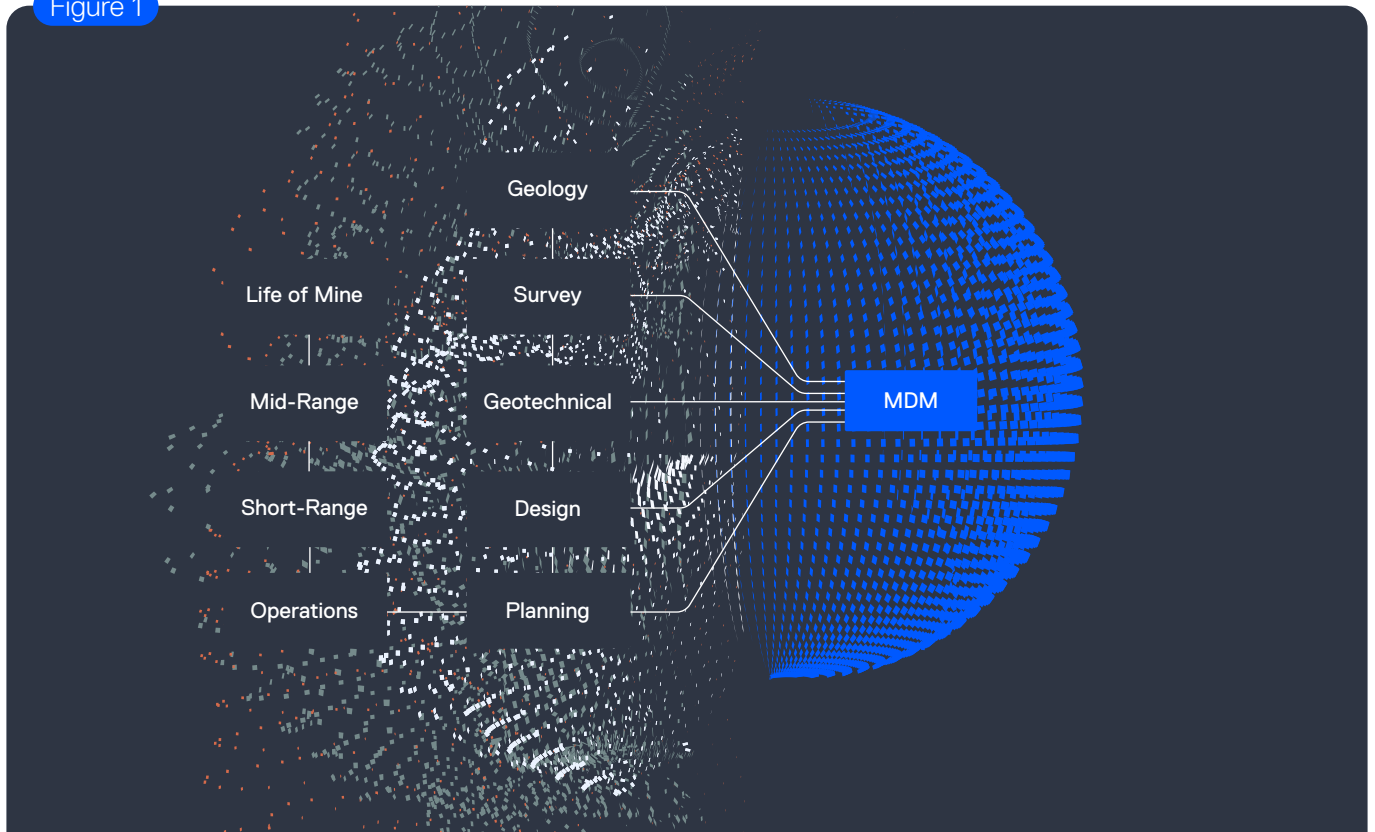 Figure 1
Geology
Life of Mine
Survey
Mid-Range
Geotechnical
MDM
Short-Range
Design
Operations
Planning